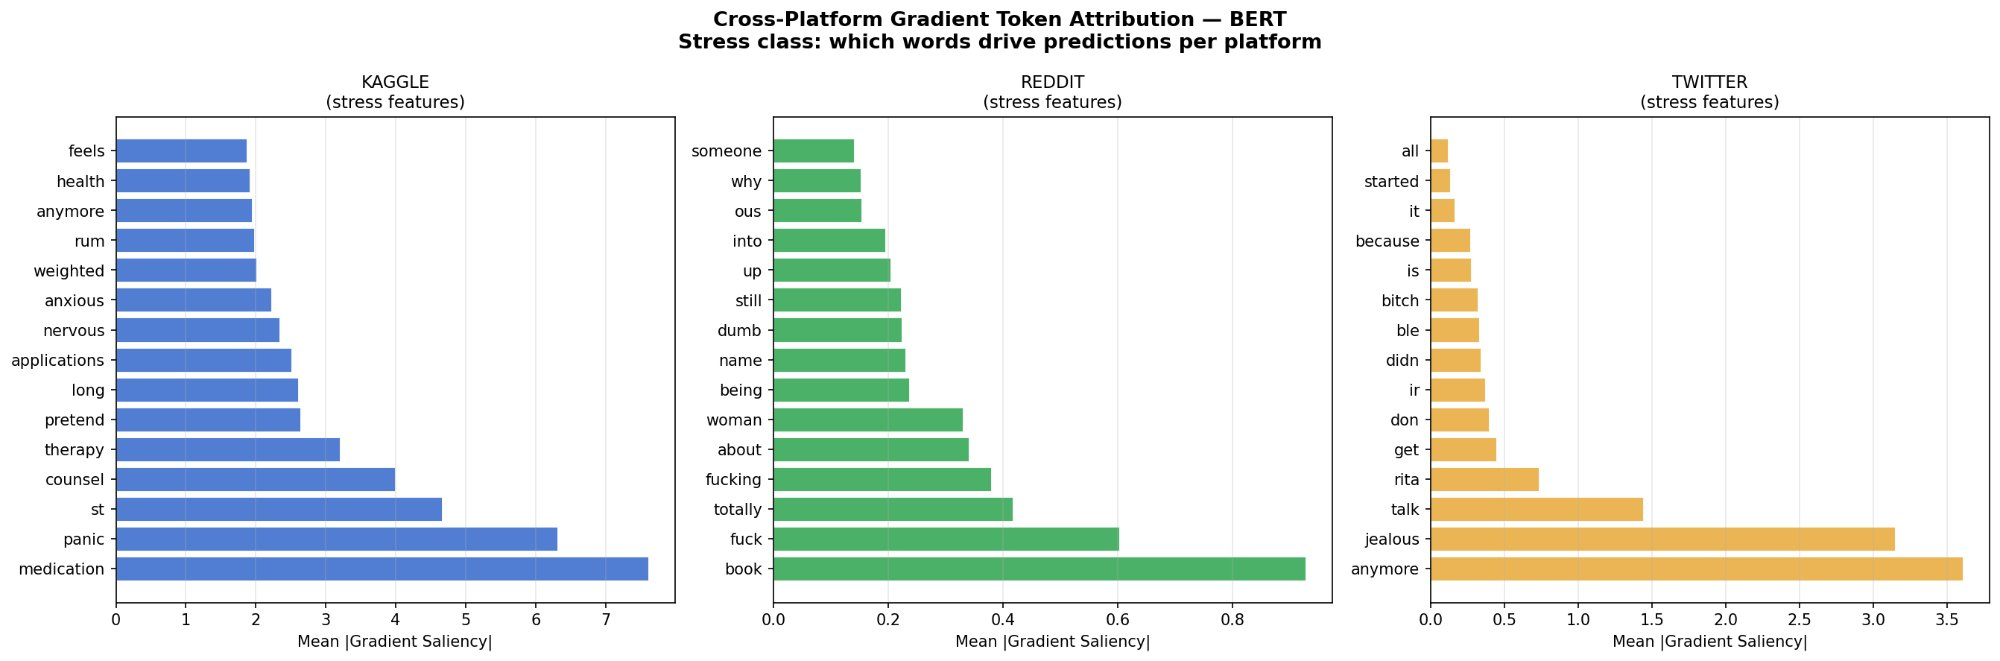 Cross-Platform Gradient Token Attribution — BERT
Stress class: which words drive predictions per platform
KAGGLE
(stress features)
feels
health
anymore
rum
weighted
anxious
nervous
applications
long
pretend
therapy
counsel
st
panic
medication
0 1 2 3 4 5 6 7
Mean |Gradient Saliency|
REDDIT
(stress features)
someone
why
ous
into
up
still
dumb
name
being
woman
about
fucking
totally
fuck
book
0.0 0.2 0.4 0.6 0.8
Mean |Gradient Saliency|
TWITTER
(stress features)
all
started
it
because
is
bitch
ble
didn
ir
don
get
rita
talk
jealous
anymore
0.0 0.5 1.0 1.5 2.0 2.5 3.0 3.5
Mean |Gradient Saliency|